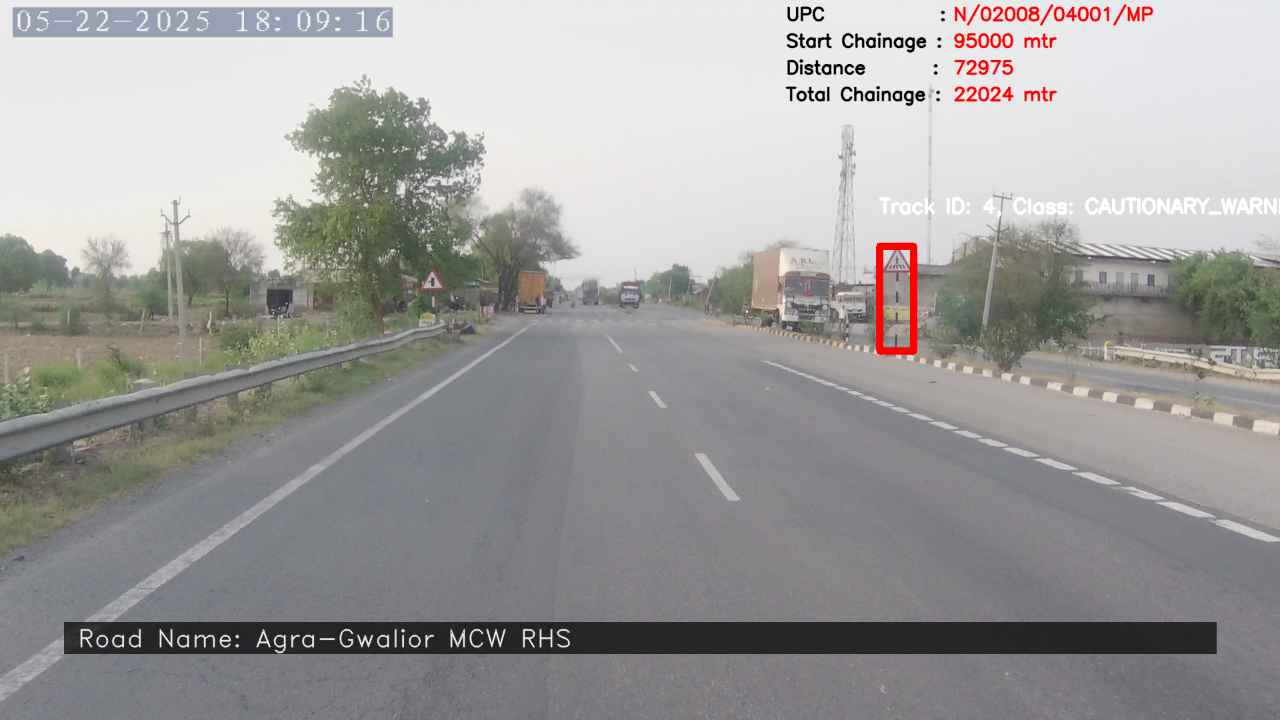 05-22-2025 18:09:16
UPC : N/02008/04001/MP
Start Chainage : 95000 mtr
Distance : 72975
Total Chainage : 22024 mtr
Track ID: 4, Class: CAUTIONARY_WARN
Road Name: Agra-Gwalior MCW RHS